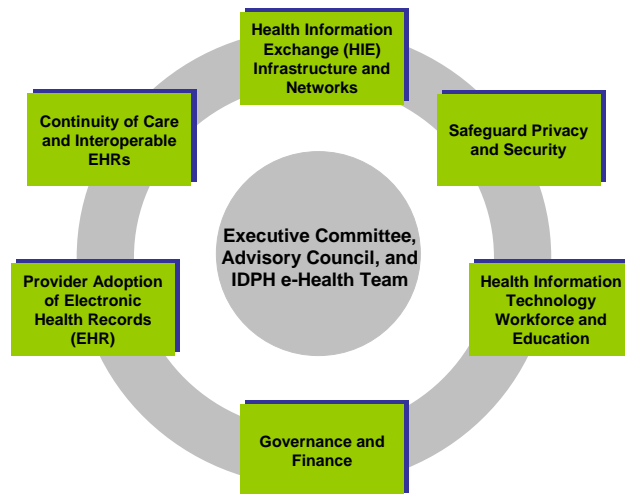 Health Information
Exchange (HIE)
Infrastructure and
Networks
Continuity of Care
and Interoperable
EHRs
Safeguard Privacy
and Security
Executive Committee,
Advisory Council, and
IDPH e-Health Team
Provider Adoption
of Electronic
Health Records
(EHR)
Health Information
Technology
Workforce and
Education
Governance and
Finance